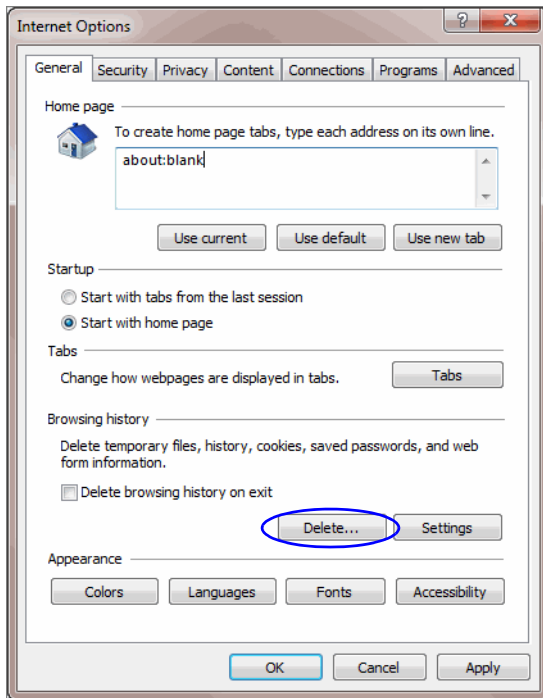 Internet Options
?
X
General Security Privacy Content Connections Programs Advanced
Home page
To create home page tabs, type each address on its own line.
about:blank
Use current Use default Use new tab
Startup
Start with tabs from the last session
Start with home page
Tabs
Change how webpages are displayed in tabs. Tabs
Browsing history
Delete temporary files, history, cookies, saved passwords, and web
form information.
Delete browsing history on exit
Delete... Settings
Appearance
Colors Languages Fonts Accessibility
OK Cancel Apply